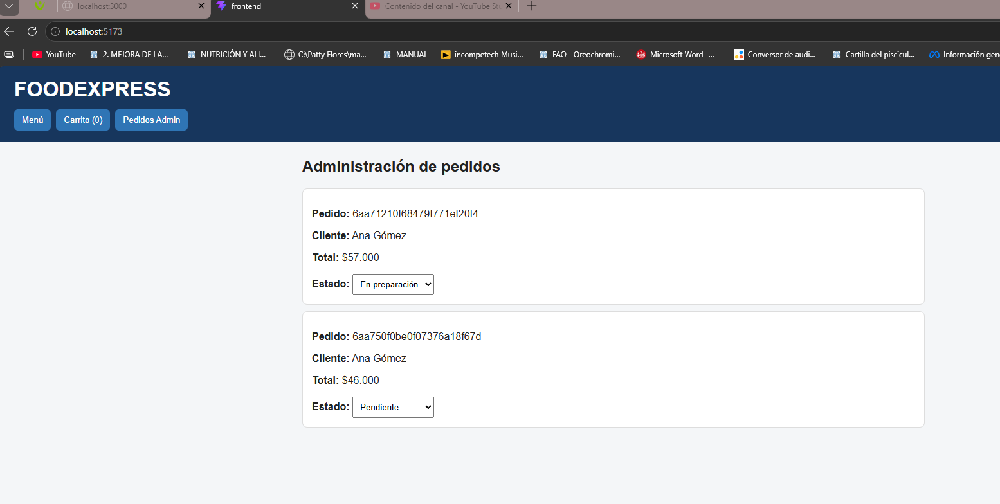 localhost:3000
frontend
Contenido del canal - YouTube Stu
localhost:5173
YouTube
2. MEJORA DE LA...
NUTRICIÓN Y ALI...
C:\Patty Flores\ma...
MANUAL
incompetech Musi...
FAO - Oreochromi...
Microsoft Word -...
Conversor de audi...
Cartilla del piscicul...
Información gen
FOODEXPRESS
Menú
Carrito (0)
Pedidos Admin
Administración de pedidos
Pedido: 6aa71210f68479f771ef20f4
Cliente: Ana Gómez
Total: $57.000
Estado: En preparación
Pedido: 6aa750f0be0f07376a18f67d
Cliente: Ana Gómez
Total: $46.000
Estado: Pendiente